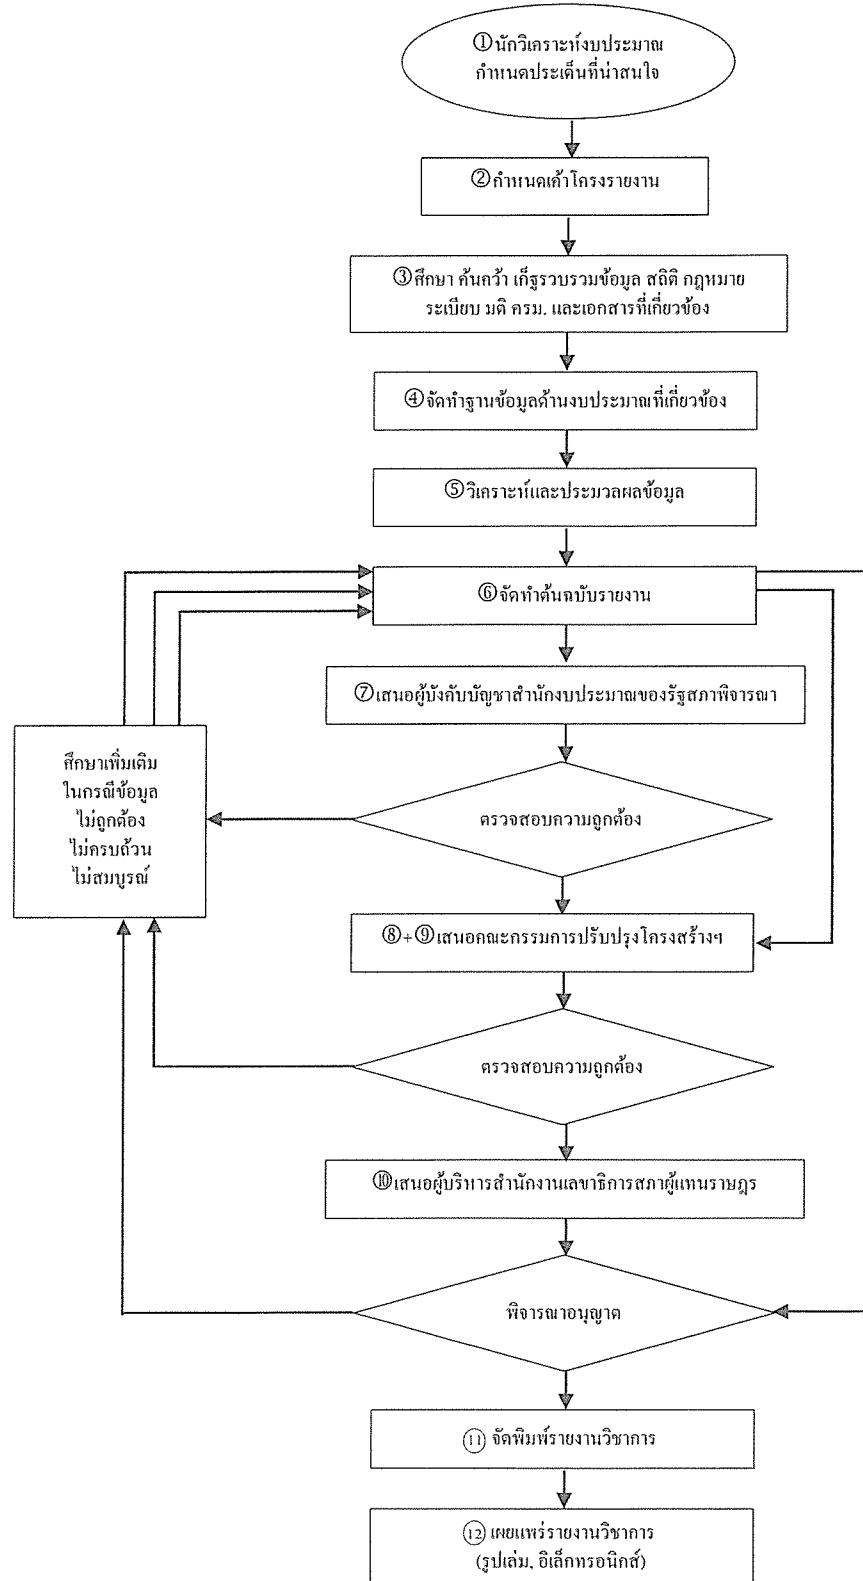 ①นักวิเคราะห์งบประมาณ
กำหนดประเด็นที่น่าสนใจ
②กำหนดเค้าโครงรายงาน
③ศึกษา ค้นคว้า เก็ฐรวบรวมข้อมูล สถิติ กฎหมาย
ระเบียบ มติ ครม. และเอกสารที่เกี่ยวข้อง
④จัดทำฐานข้อมูลด้านงบประมาณที่เกี่ยวข้อง
⑤วิเคราะห์และประมวลผลข้อมูล
⑥จัดทำต้นฉบับรายงาน
⑦เสนอผู้บังคับบัญชาสำนักงบประมาณของรัฐสภาพิจารณา
ศึกษาเพิ่มเติม
ในกรณีข้อมูล
ไม่ถูกต้อง
ไม่ครบถ้วน
ไม่สมบูรณ์
ตรวจสอบความถูกต้อง
⑧+⑨เสนอคณะกรรมการปรับปรุงโครงสร้างฯ
ตรวจสอบความถูกต้อง
⑩เสนอผู้บริหารสำนักงานเลขาธิการสภาผู้แทนราษฎร
พิจารณาอนุญาต
⑪ จัดพิมพ์รายงานวิชาการ
⑫ เผยแพร่รายงานวิชาการ
(รูปเล่ม, อิเล็กทรอนิกส์)